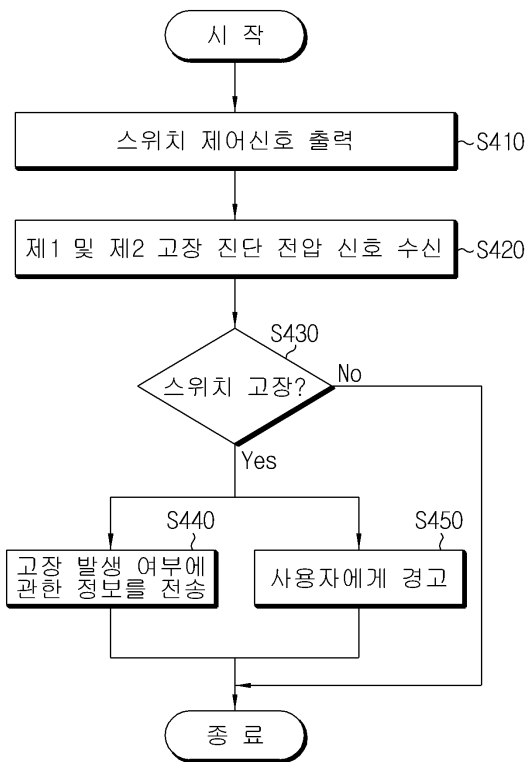 시 작
스위치 제어신호 출력
S410
제1 및 제2 고장 진단 전압 신호 수신
S420
S430
스위치 고장?
No
Yes
S440
고장 발생 여부에
관한 정보를 전송
S450
사용자에게 경고
종 료